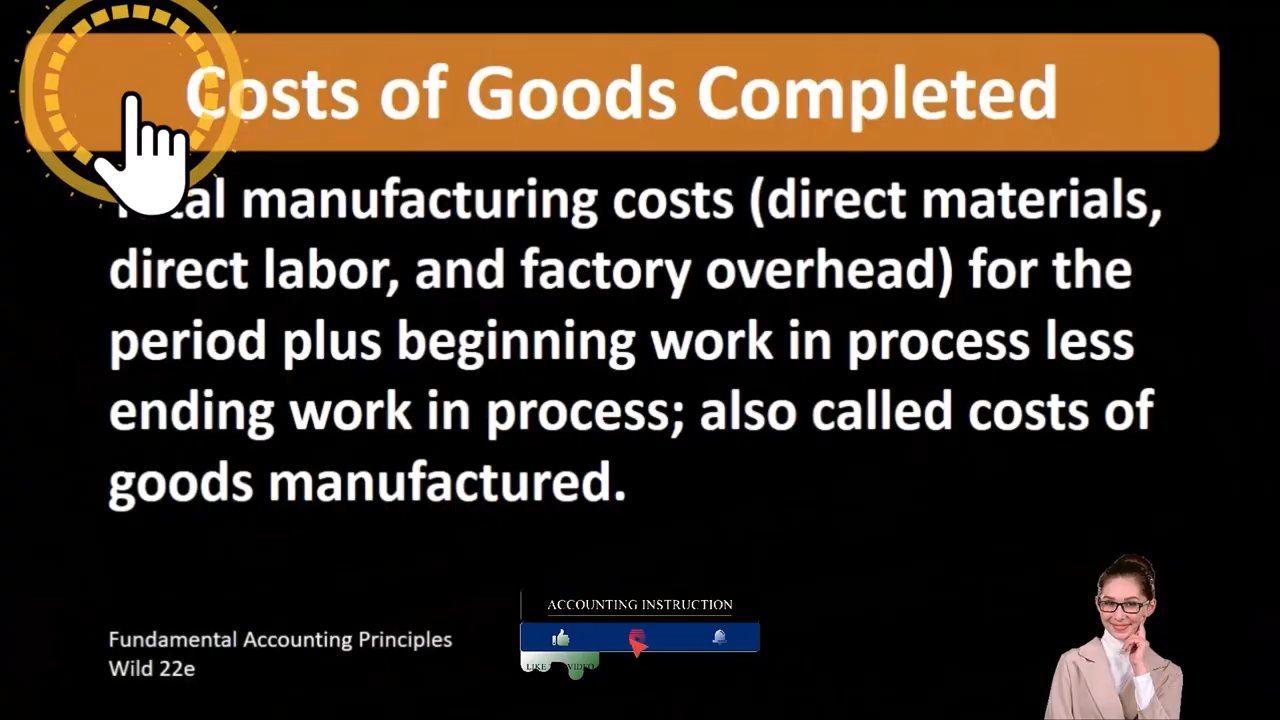 Costs of Goods Completed
manufacturing costs (direct materials,
direct labor, and factory overhead) for the
period plus beginning work in process less
ending work in process; also called costs of
goods manufactured.
ACCOUNTING INSTRUCTION
Fundamental Accounting Principles
Wild 22e
LIKE VIDEO